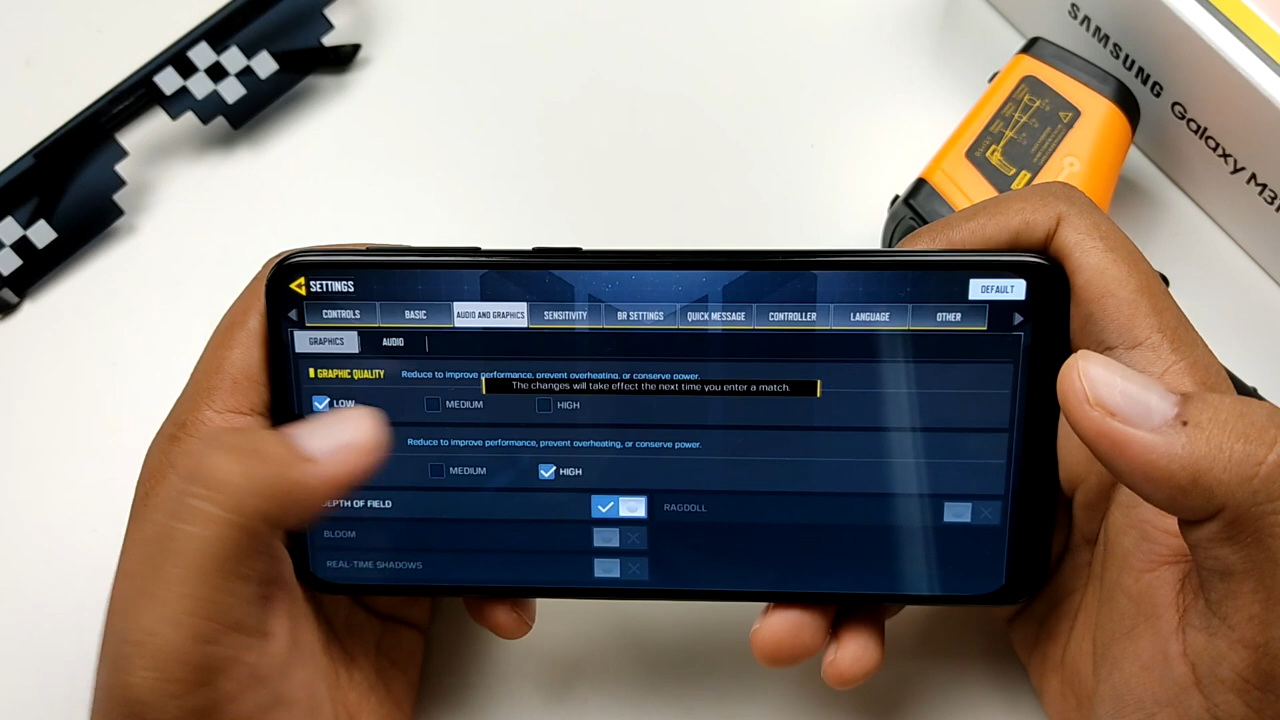 SAMSUNG Galaxy M31
SETTINGS
DEFAULT
CONTROLS BASIC AUDIO AND GRAPHICS SENSITIVITY BR SETTINGS QUICK MESSAGE CONTROLLER LANGUAGE OTHER
GRAPHICS AUDIO
GRAPHIC QUALITY Reduce to improve performance, prevent overheating, or conserve power.
The changes will take effect the next time you enter a match.
LOW MEDIUM HIGH
Reduce to improve performance, prevent overheating, or conserve power.
MEDIUM HIGH
DEPTH OF FIELD RAGDOLL
BLOOM
REAL-TIME SHADOWS